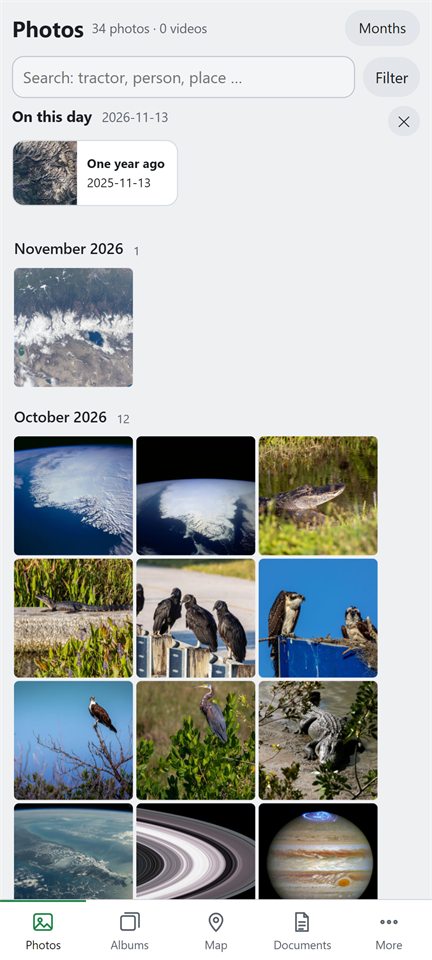 Photos 34 photos · 0 videos Months
Search: tractor, person, place ... Filter
On this day 2026-11-13
One year ago
2025-11-13
November 2026 1
October 2026 12
Photos Albums Map Documents More